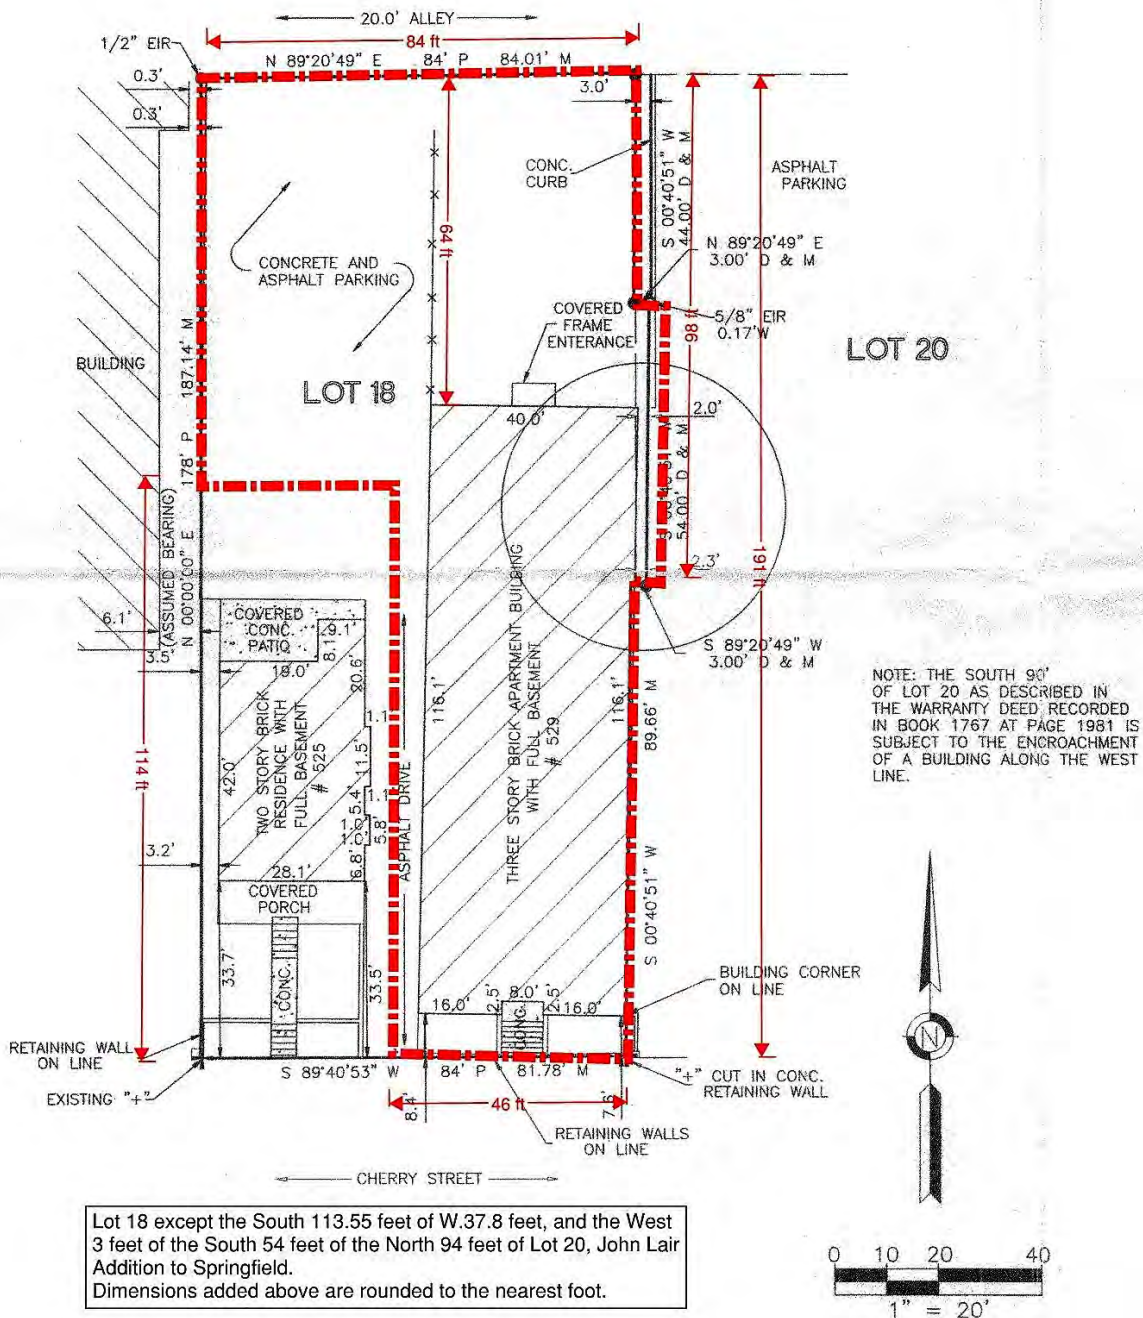 20.0' ALLEY
84 ft
1/2" EIR
N 89°20'49" E 84' P 84.01' M
0.3'
0.3'
3.0'
CONC.
CURB
S 00°40'51" W
44.00' D & M
ASPHALT
PARKING
N 89°20'49" E
3.00' D & M
64 ft
CONCRETE AND
ASPHALT PARKING
COVERED
FRAME
ENTERANCE
5/8" EIR
0.17'W
98 ft
BUILDING
LOT 18
LOT 20
178' P 187.14' M
N 00°00'00" E
(ASSUMED BEARING)
40.0'
2.0'
54.00' D & M
191 ft
2.3'
6.1'
3.5'
COVERED
CONC.
PATIO
9.1'
8.1'
19.0'
20.6'
S 89°20'49" W
3.00' D & M
NOTE: THE SOUTH 90'
OF LOT 20 AS DESCRIBED IN
THE WARRANTY DEED RECORDED
IN BOOK 1767 AT PAGE 1981 IS
SUBJECT TO THE ENCROACHMENT
OF A BUILDING ALONG THE WEST
LINE.
114 ft
42.0'
TWO STORY BRICK
RESIDENCE WITH
FULL BASEMENT
# 525
1.1'
11.5'
1.1'
5.4'
1.0'
1.0'
5.8'
6.8'
ASPHALT DRIVE
116.1'
THREE STORY BRICK APARTMENT BUILDING
WITH FULL BASEMENT
# 529
116.1'
89.66' M
S 00°40'51" W
3.2'
28.1'
COVERED
PORCH
33.7'
CONC.
33.5'
16.0'
2.5'
8.0'
2.5'
16.0'
CONC.
BUILDING CORNER
ON LINE
RETAINING WALL
ON LINE
EXISTING "+"
S 89°40'53" W 84' P 81.78' M
"+" CUT IN CONC.
RETAINING WALL
8.4'
46 ft
7.6'
RETAINING WALLS
ON LINE
N
CHERRY STREET
Lot 18 except the South 113.55 feet of W.37.8 feet, and the West
3 feet of the South 54 feet of the North 94 feet of Lot 20, John Lair
Addition to Springfield.
Dimensions added above are rounded to the nearest foot.
0 10 20 40
1" = 20'